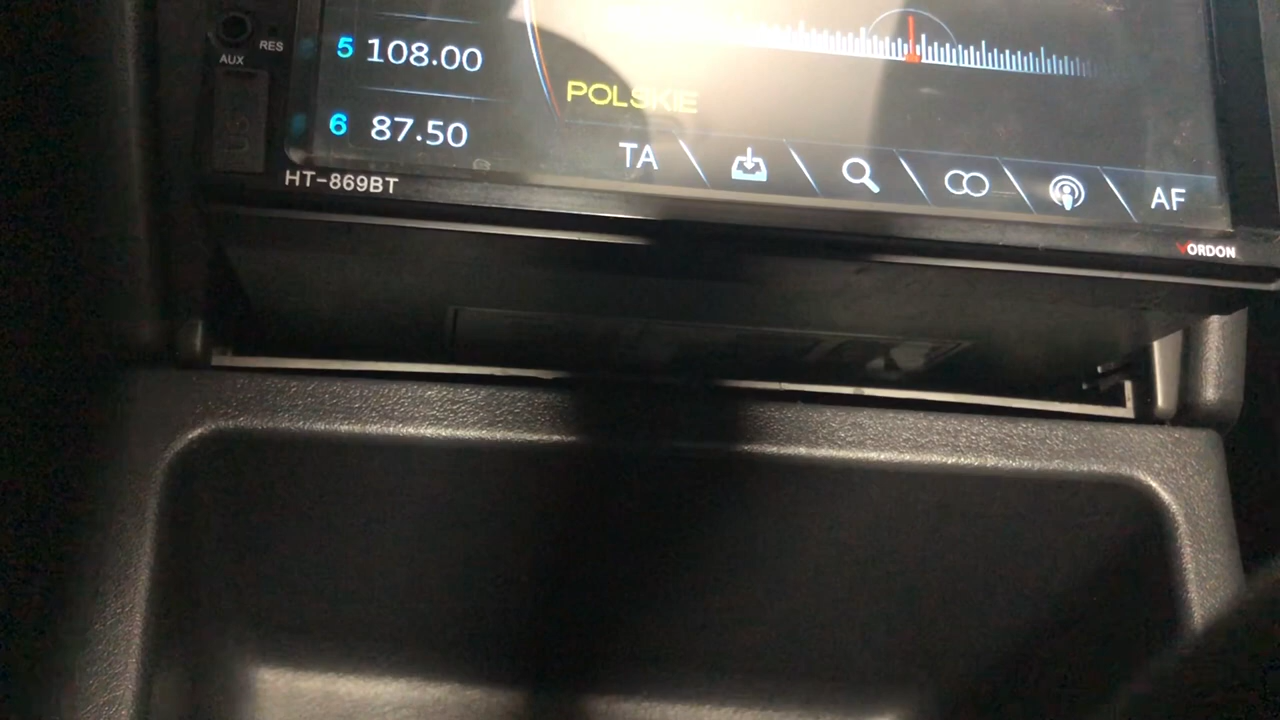 RES
AUX
5 108.00
6 87.50
POLSKIE
TA
AF
HT-869BT
VORDON